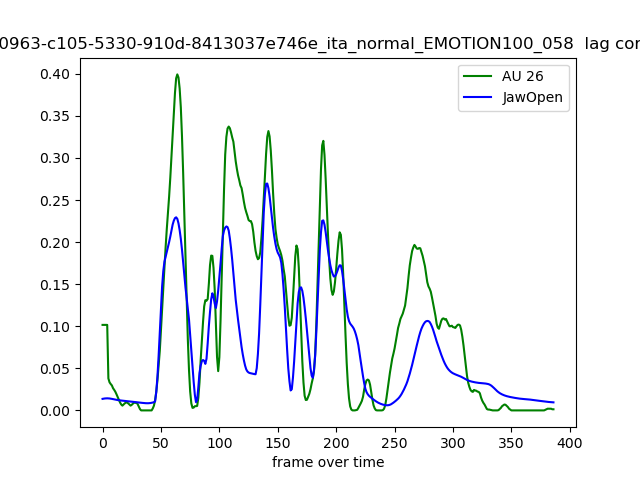 0963-c105-5330-910d-8413037e746e_ita_normal_EMOTION100_058 lag cor
AU 26
JawOpen
0.40
0.35
0.30
0.25
0.20
0.15
0.10
0.05
0.00
0 50 100 150 200 250 300 350 400
frame over time